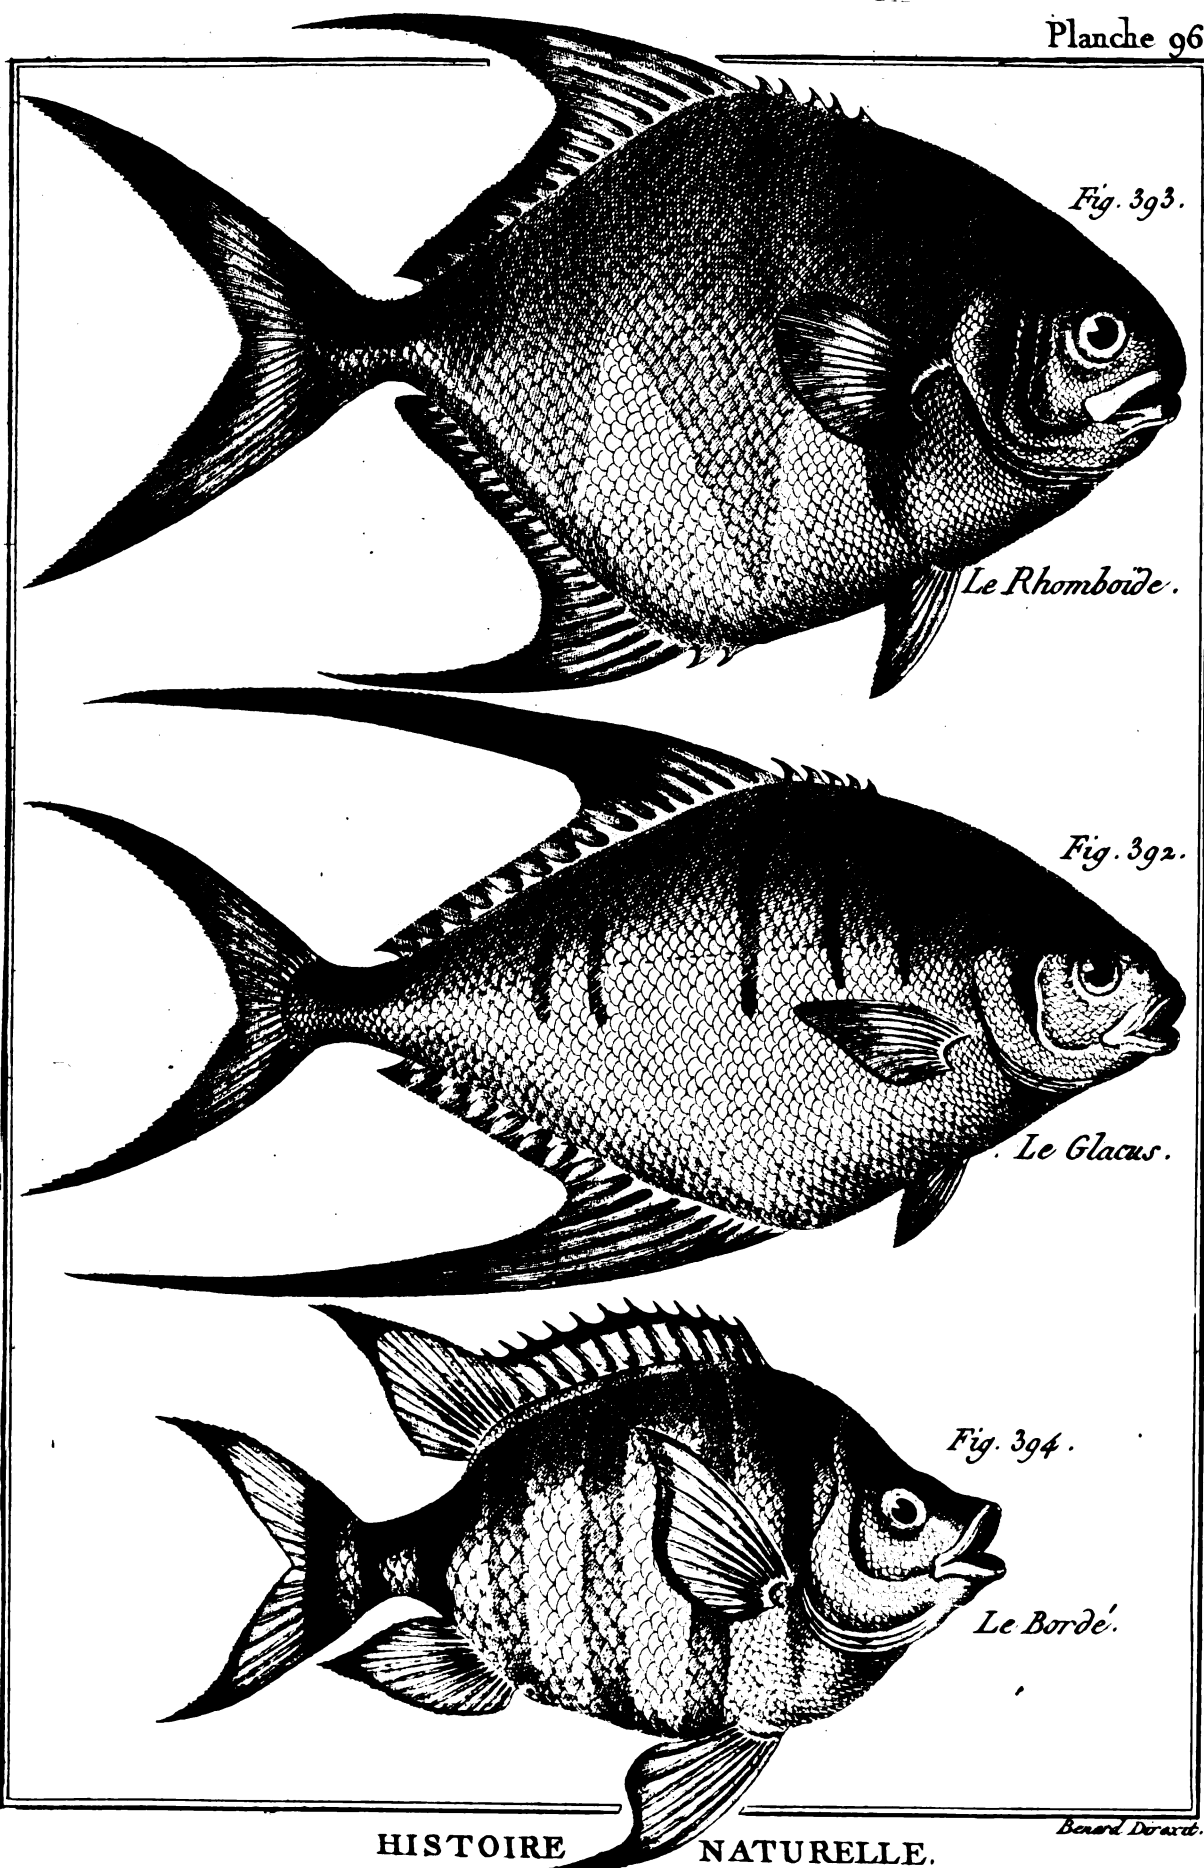 Planche 96
Fig. 393.
Le Rhomboïde.
Fig. 392.
Le Glacus.
Fig. 394.
Le Bordé.
Benard Direxit.
HISTOIRE NATURELLE.